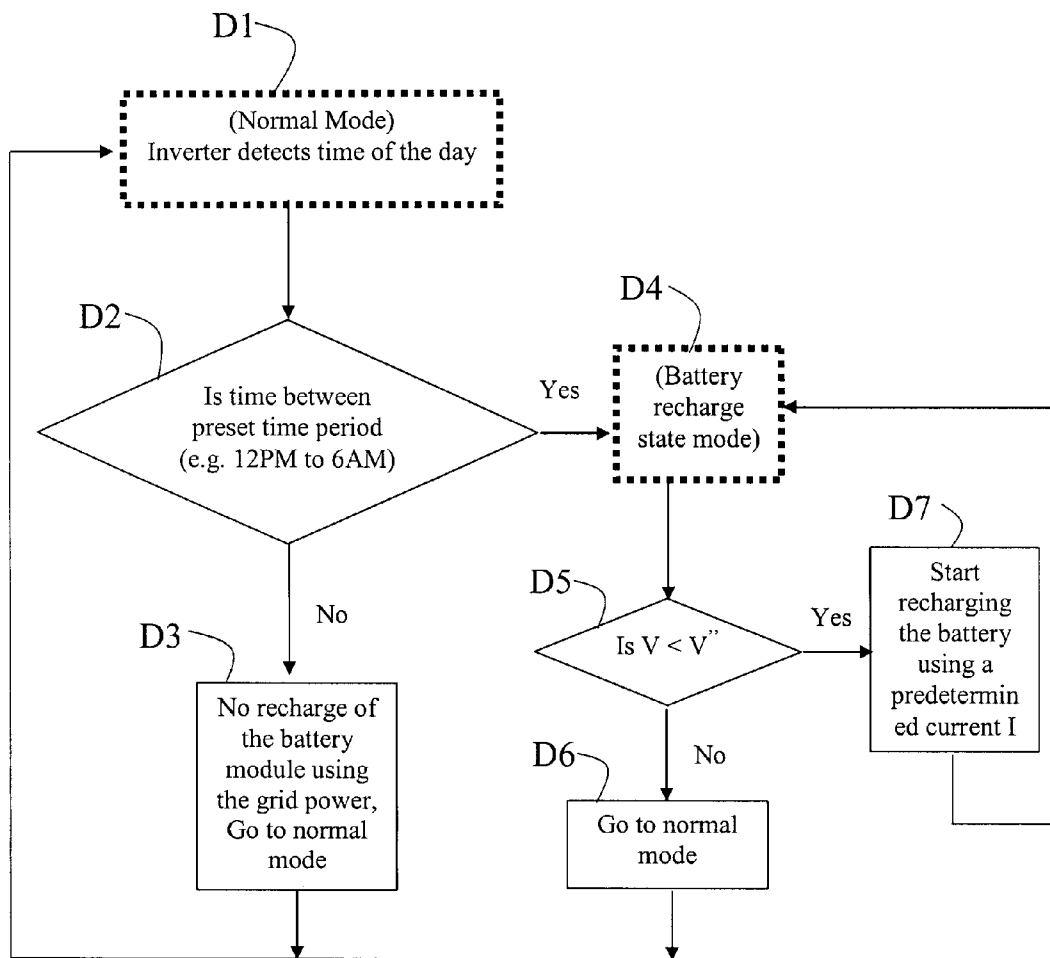 D1
(Normal Mode)
Inverter detects time of the day
D2
Is time between
preset time period
(e.g. 12PM to 6AM)
Yes
D4
(Battery
recharge
state mode)
No
D3
No recharge of
the battery
module using
the grid power,
Go to normal
mode
D5
Is V < V”
Yes
D7
Start
recharging
the battery
using a
predetermin
ed current I
No
D6
Go to normal
mode